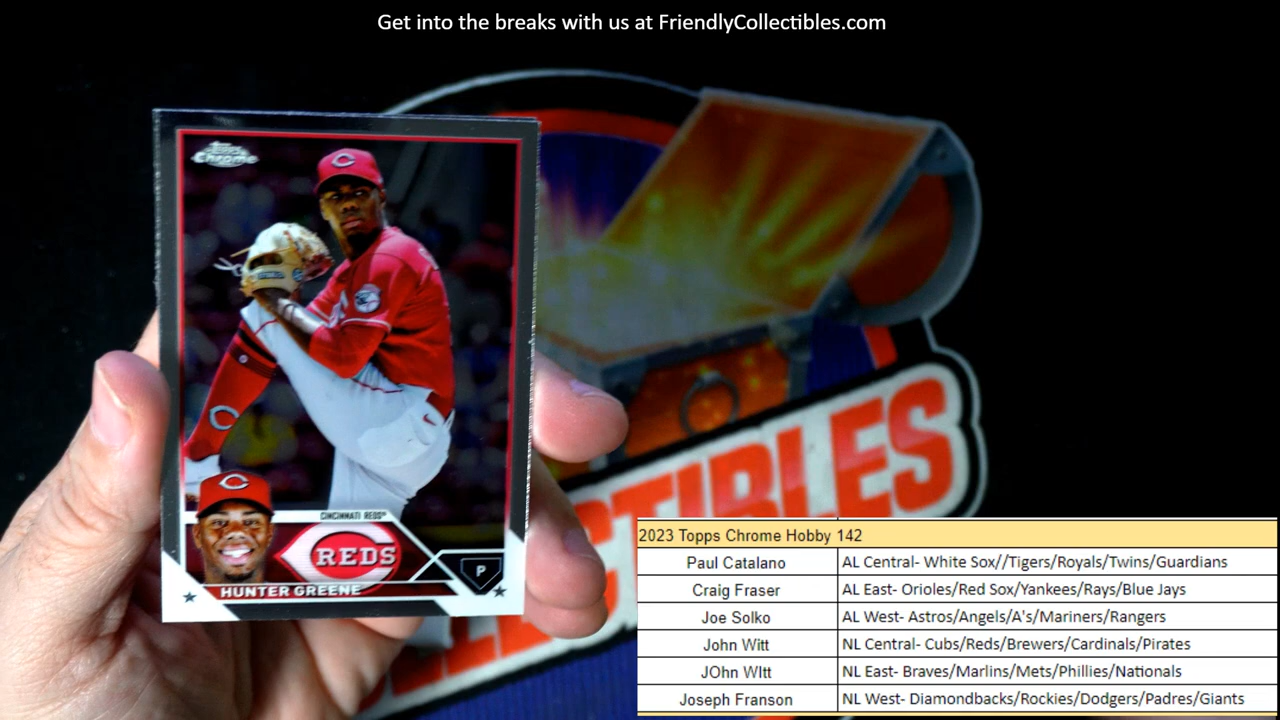 Get into the breaks with us at FriendlyCollectibles.com
Topps
Chrome
CINCINNATI REDS
REDS
P
HUNTER GREENE
2023 Topps Chrome Hobby 142
Paul Catalano AL Central- White Sox//Tigers/Royals/Twins/Guardians
Craig Fraser AL East- Orioles/Red Sox/Yankees/Rays/Blue Jays
Joe Solko AL West- Astros/Angels/A's/Mariners/Rangers
John Witt NL Central- Cubs/Reds/Brewers/Cardinals/Pirates
JOhn WItt NL East- Braves/Marlins/Mets/Phillies/Nationals
Joseph Franson NL West- Diamondbacks/Rockies/Dodgers/Padres/Giants